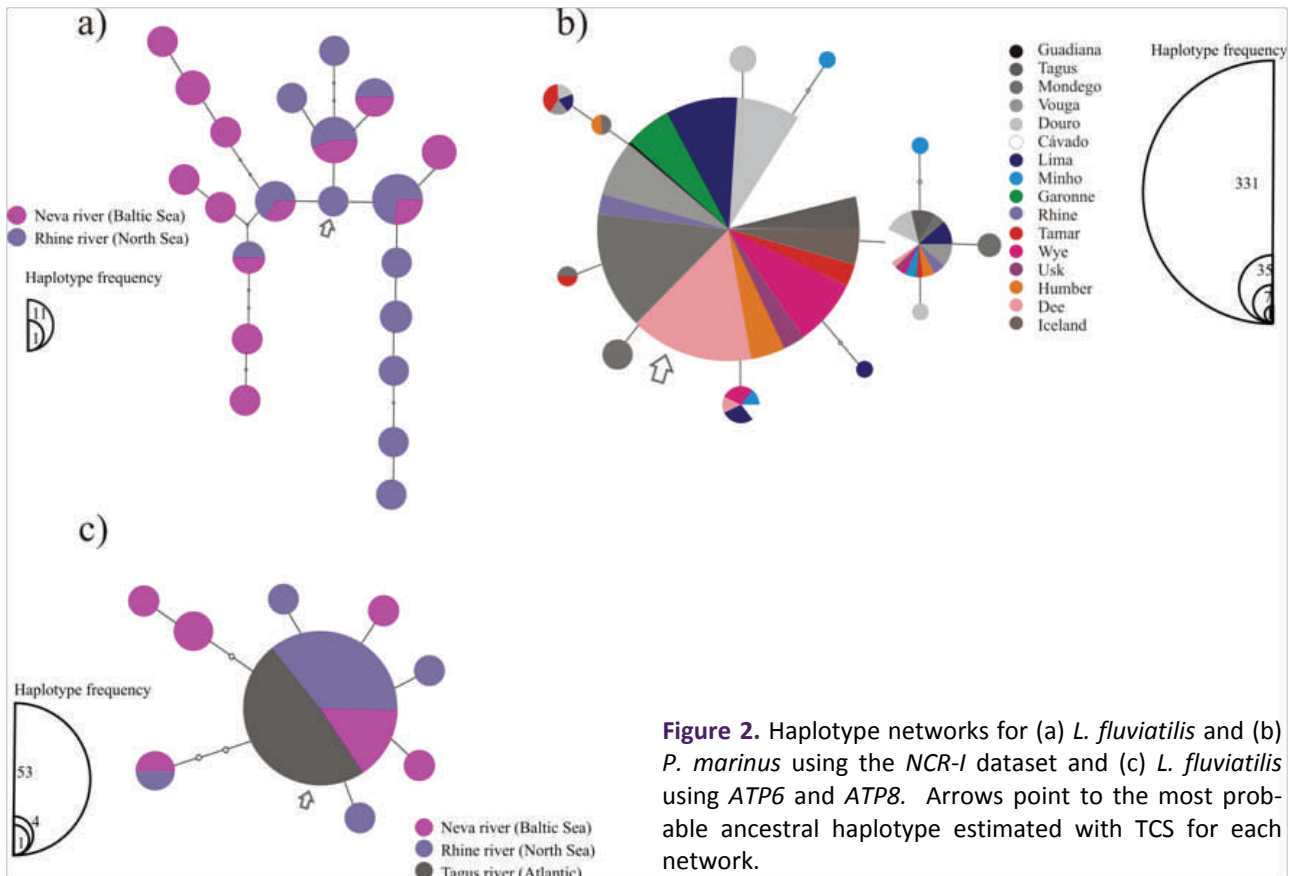 a)
Neva river (Baltic Sea)
Rhine river (North Sea)
Haplotype frequency
11
1
b)
Guadiana
Tagus
Mondego
Vouga
Douro
Cávado
Lima
Minho
Garonne
Rhine
Tamar
Wye
Usk
Humber
Dee
Iceland
Haplotype frequency
331
35
7
c)
Haplotype frequency
53
4
1
Neva river (Baltic Sea)
Rhine river (North Sea)
Tagus river (Atlantic)
Figure 2. Haplotype networks for (a) L. fluviatilis and (b)
P. marinus using the NCR-I dataset and (c) L. fluviatilis
using ATP6 and ATP8. Arrows point to the most prob-
able ancestral haplotype estimated with TCS for each
network.